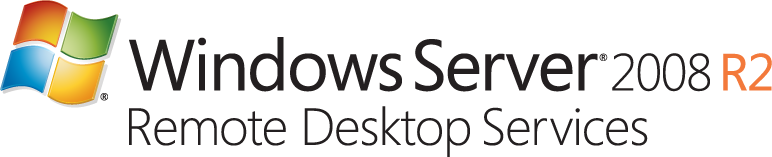 Windows Server® 2008 R2
®
Remote Desktop Services